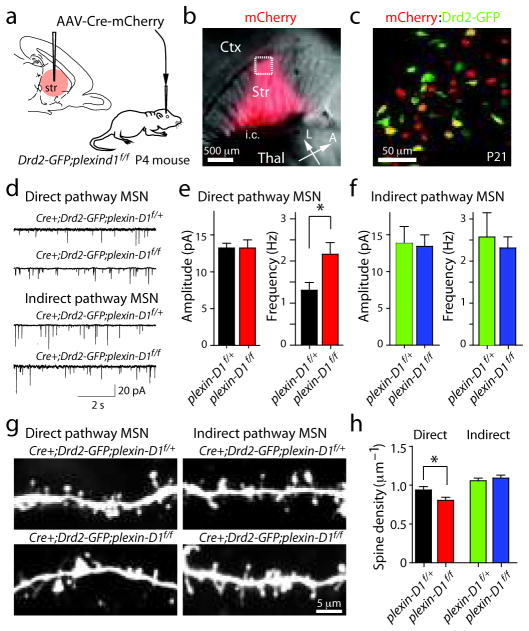 a
AAV-Cre-mCherry
str
Drd2-GFP;plexind1f/f P4 mouse
b
mCherry
Ctx
Str
i.c.
L
A
500 μm
Thal
c
mCherry:Drd2-GFP
50 μm
P21
d
Direct pathway MSN
Cre+;Drd2-GFP;plexin-D1f/+
Cre+;Drd2-GFP;plexin-D1f/f
Indirect pathway MSN
Cre+;Drd2-GFP;plexin-D1f/+
Cre+;Drd2-GFP;plexin-D1f/f
20 pA
2 s
e
Direct pathway MSN
Amplitude (pA)
15
10
5
0
plexin-D1f/+
plexin-D1f/f
Frequency (Hz)
3
2
1
0
*
plexin-D1f/+
plexin-D1f/f
f
Indirect pathway MSN
Amplitude (pA)
15
10
5
0
plexin-D1f/+
plexin-D1f/f
Frequency (Hz)
3
2
1
0
plexin-D1f/+
plexin-D1f/f
g
Direct pathway MSN
Indirect pathway MSN
Cre+;Drd2-GFP;plexin-D1f/+
Cre+;Drd2-GFP;plexin-D1f/+
Cre+;Drd2-GFP;plexin-D1f/f
Cre+;Drd2-GFP;plexin-D1f/f
5 μm
h
Direct
Indirect
Spine density (μm⁻¹)
1.5
1.0
0.5
0
*
plexin-D1f/+
plexin-D1f/f
plexin-D1f/+
plexin-D1f/f